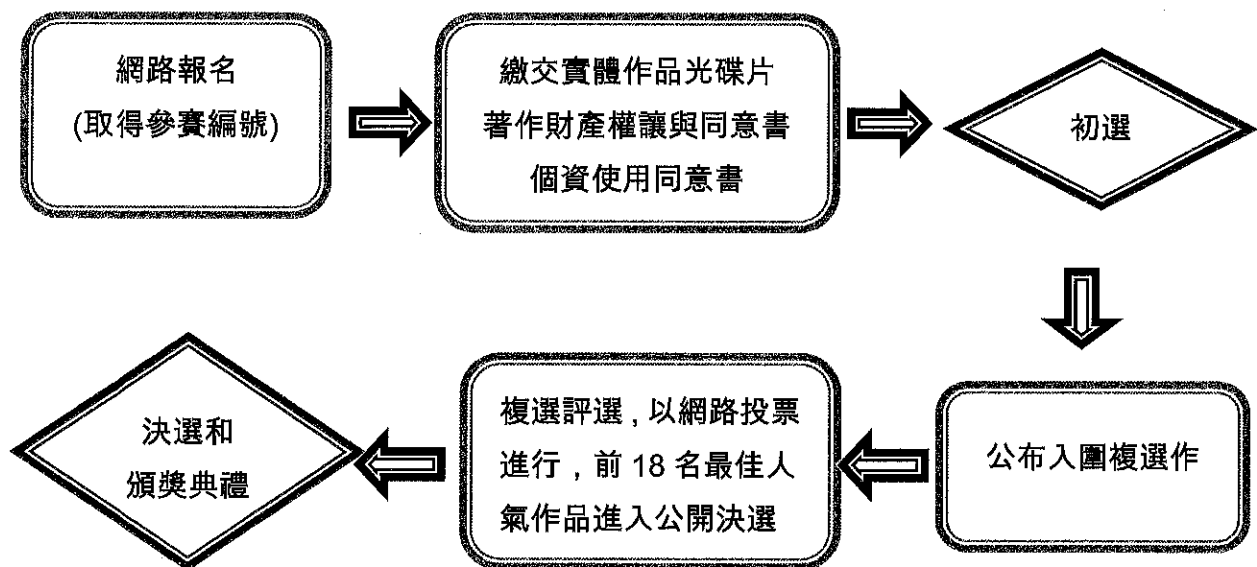 網路報名
(取得參賽編號)
繳交實體作品光碟片
著作財產權讓與同意書
個資使用同意書
初選
公布入圍複選作
複選評選，以網路投票
進行，前 18 名最佳人
氣作品進入公開決選
決選和
頒獎典禮